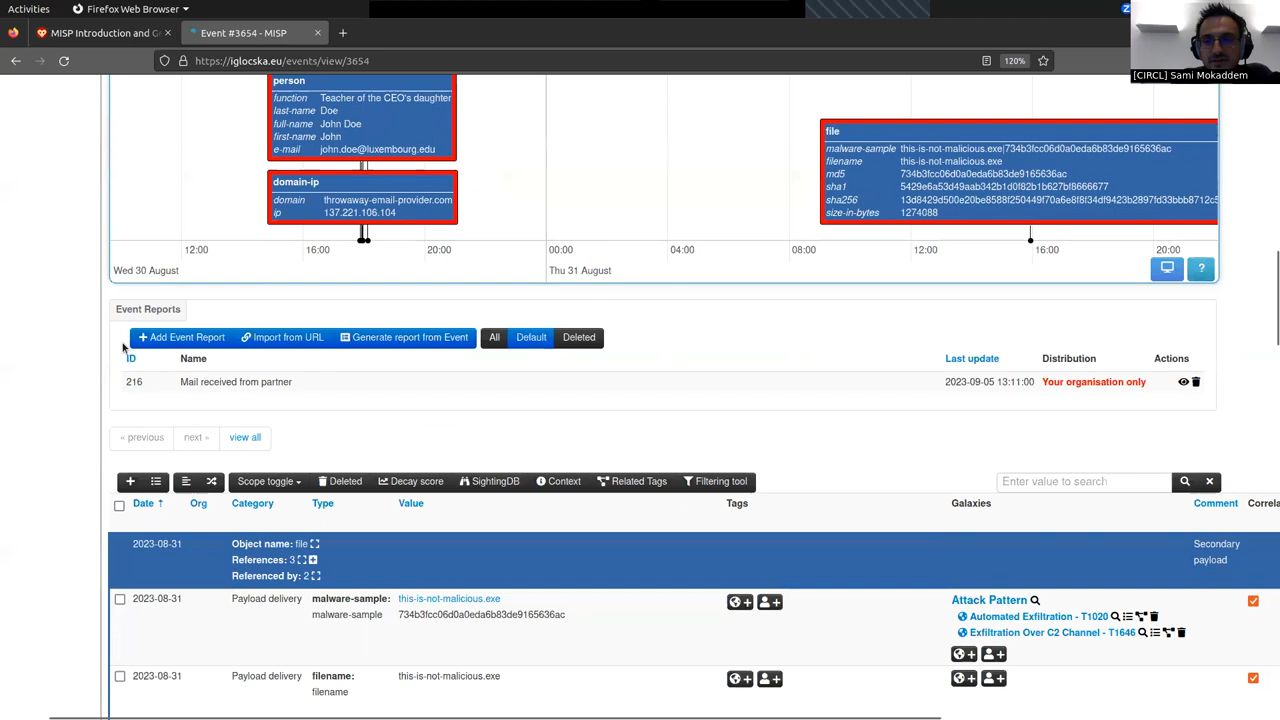 Activities
Firefox Web Browser
MISP Introduction and G
Event #3654 - MISP
https://iglocska.eu/events/view/3654
120%
[CIRCL] Sami Mokaddem
person
function Teacher of the CEO's daughter
last-name Doe
full-name John Doe
first-name John
e-mail john.doe@luxembourg.edu
domain-ip
domain throwaway-email-provider.com
ip 137.221.106.104
file
malware-sample this-is-not-malicious.exe|734b3fcc06d0a0eda6b83de9165636ac
filename this-is-not-malicious.exe
md5 734b3fcc06d0a0eda6b83de9165636ac
sha1 5429e6a53d49aab342b1d0f82b1b627bf8666677
sha256 13d8429d500e20be8588f250449f70a6e8f8f34df9423b2897fd33bbb8712c5
size-in-bytes 1274088
12:00 16:00 20:00 00:00 04:00 08:00 12:00 16:00 20:00
Wed 30 August Thu 31 August
?
Event Reports
+ Add Event Report Import from URL Generate report from Event All Default Deleted
ID Name Last update Distribution Actions
216 Mail received from partner 2023-09-05 13:11:00 Your organisation only
« previous next » view all
Scope toggle Deleted Decay score SightingDB Context Related Tags Filtering tool Enter value to search
Date ↑ Org Category Type Value Tags Galaxies Comment Correla
2023-08-31 Object name: file Secondary
References: 3 payload
Referenced by: 2
2023-08-31 Payload delivery malware-sample: this-is-not-malicious.exe Attack Pattern
malware-sample 734b3fcc06d0a0eda6b83de9165636ac Automated Exfiltration - T1020
Exfiltration Over C2 Channel - T1646
2023-08-31 Payload delivery filename: this-is-not-malicious.exe
filename